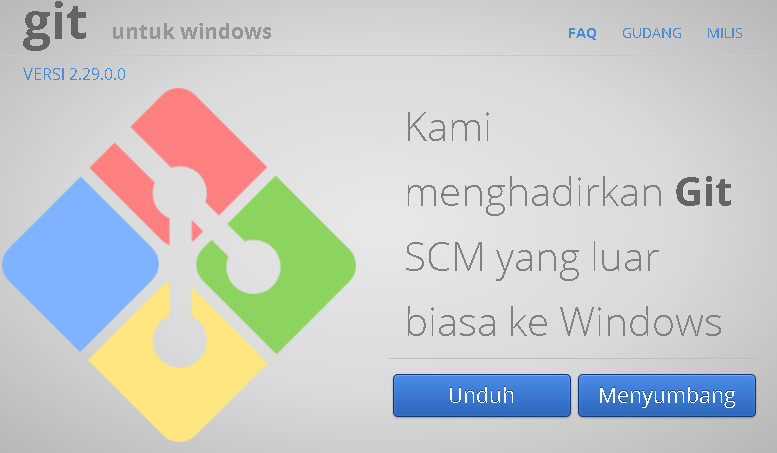 git untuk windows
FAQ GUDANG MILIS
VERSI 2.29.0.0
Kami
menghadirkan Git
SCM yang luar
biasa ke Windows
Unduh Menyumbang